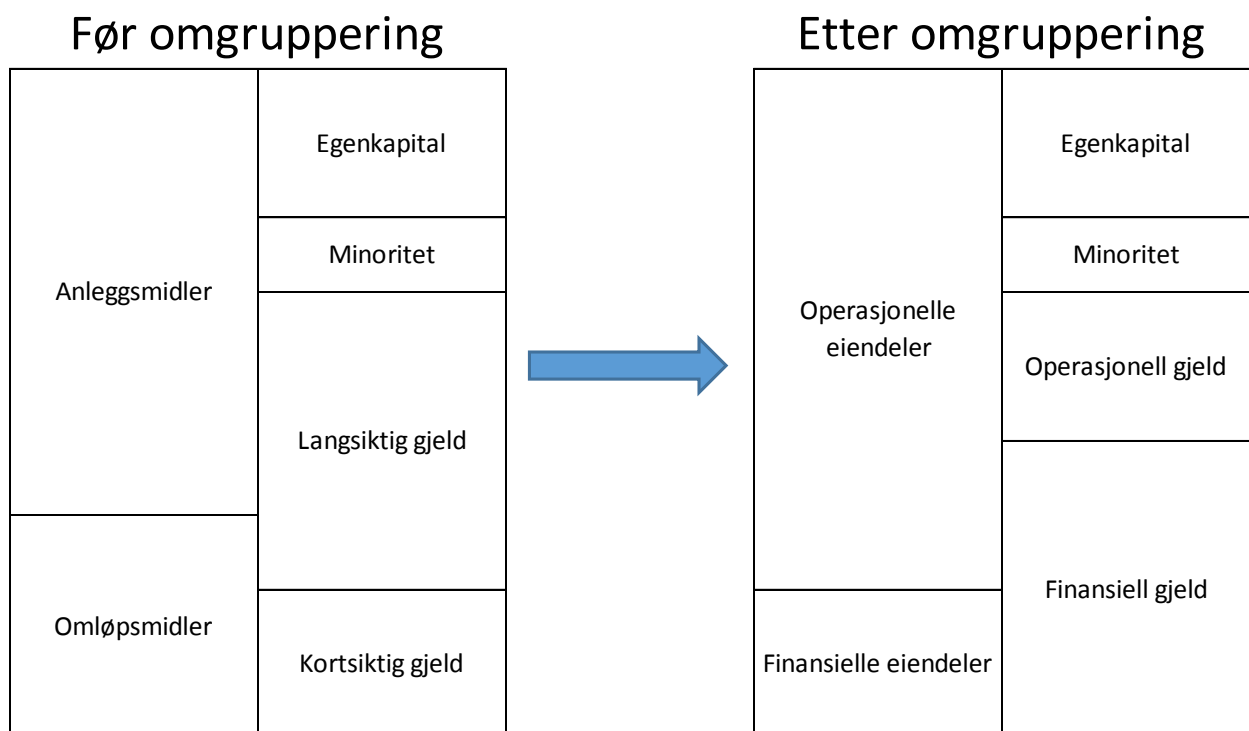 Før omgruppering
Anleggsmidler
Omløpsmidler
Egenkapital
Minoritet
Langsiktig gjeld
Kortsiktig gjeld
Etter omgruppering
Operasjonelle
eiendeler
Finansielle eiendeler
Egenkapital
Minoritet
Operasjonell gjeld
Finansiell gjeld